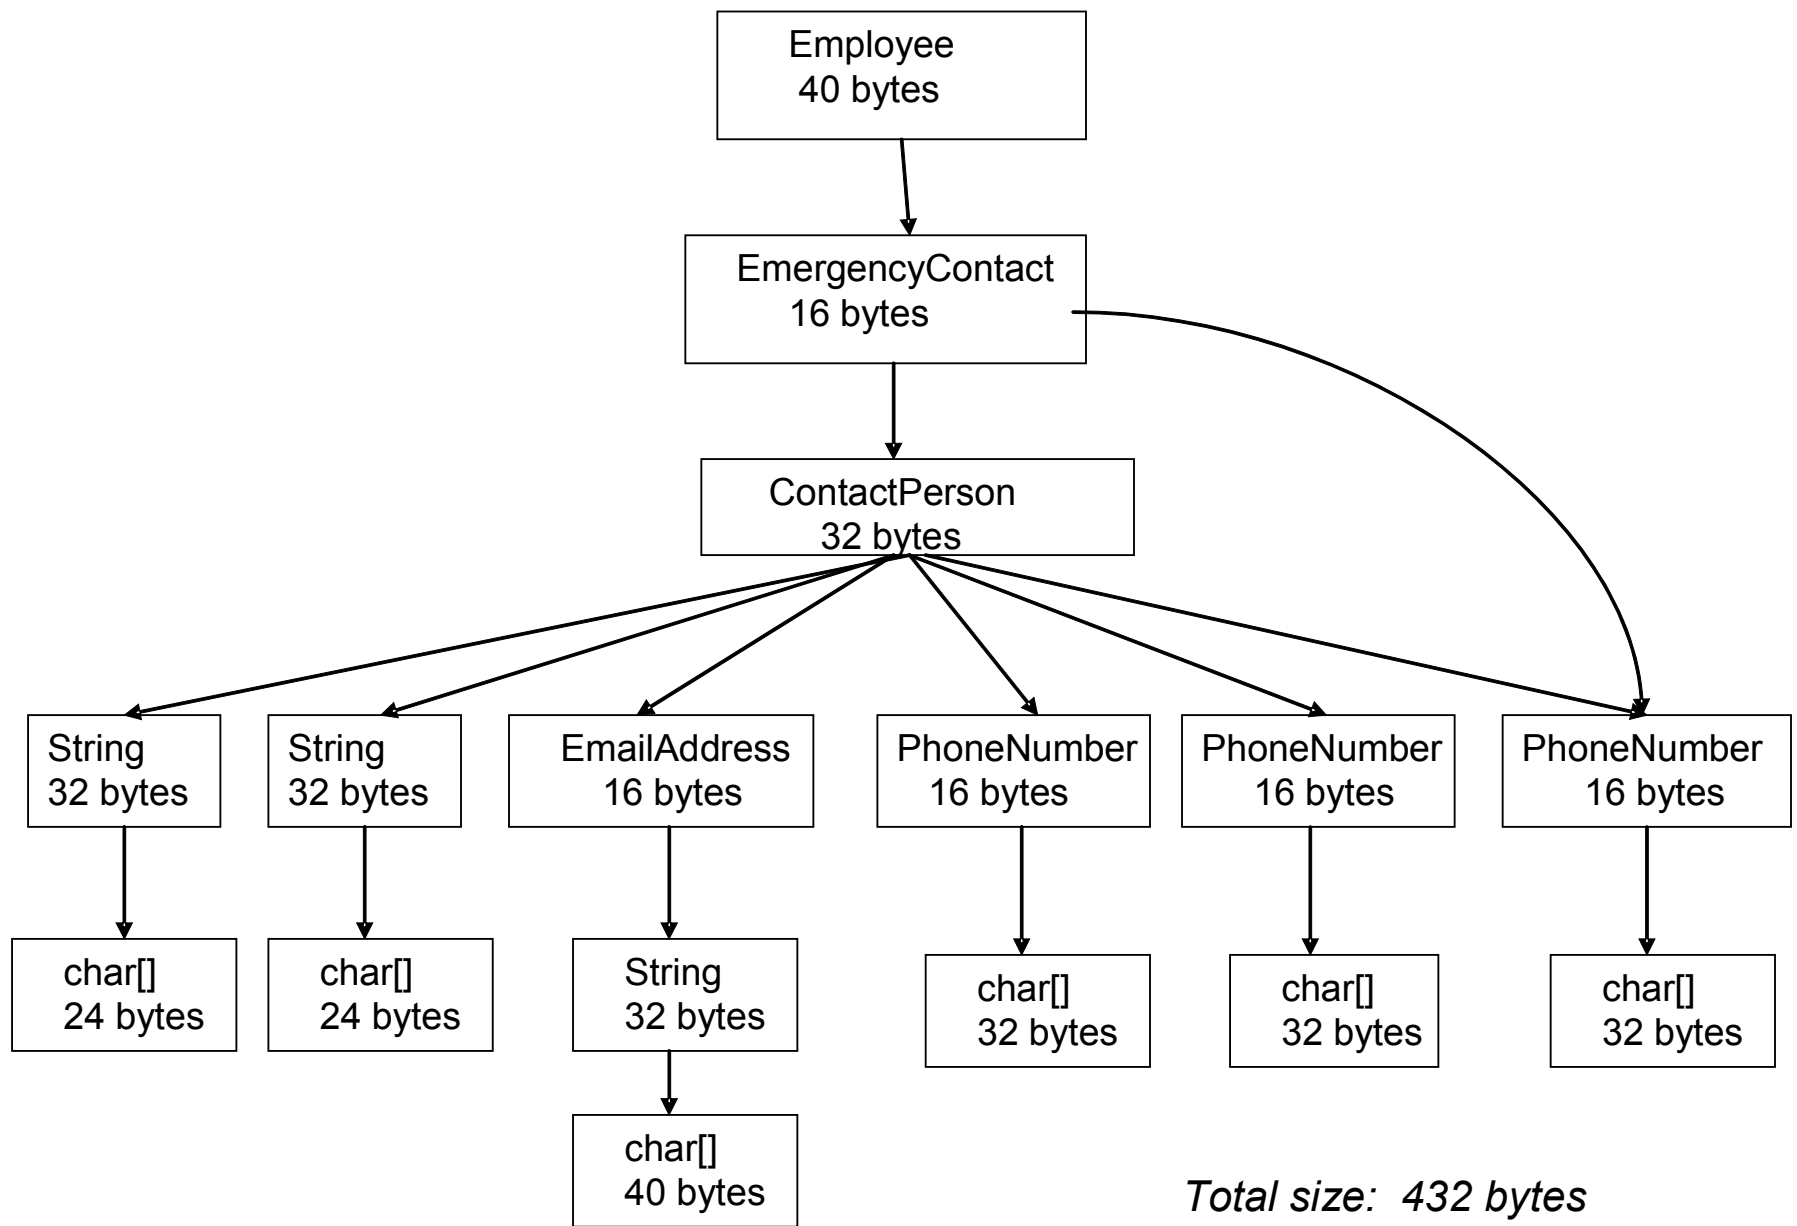 Employee
40 bytes
EmergencyContact
16 bytes
ContactPerson
32 bytes
String
32 bytes
String
32 bytes
EmailAddress
16 bytes
PhoneNumber
16 bytes
PhoneNumber
16 bytes
PhoneNumber
16 bytes
char[]
24 bytes
char[]
24 bytes
String
32 bytes
char[]
32 bytes
char[]
32 bytes
char[]
32 bytes
char[]
40 bytes
Total size: 432 bytes